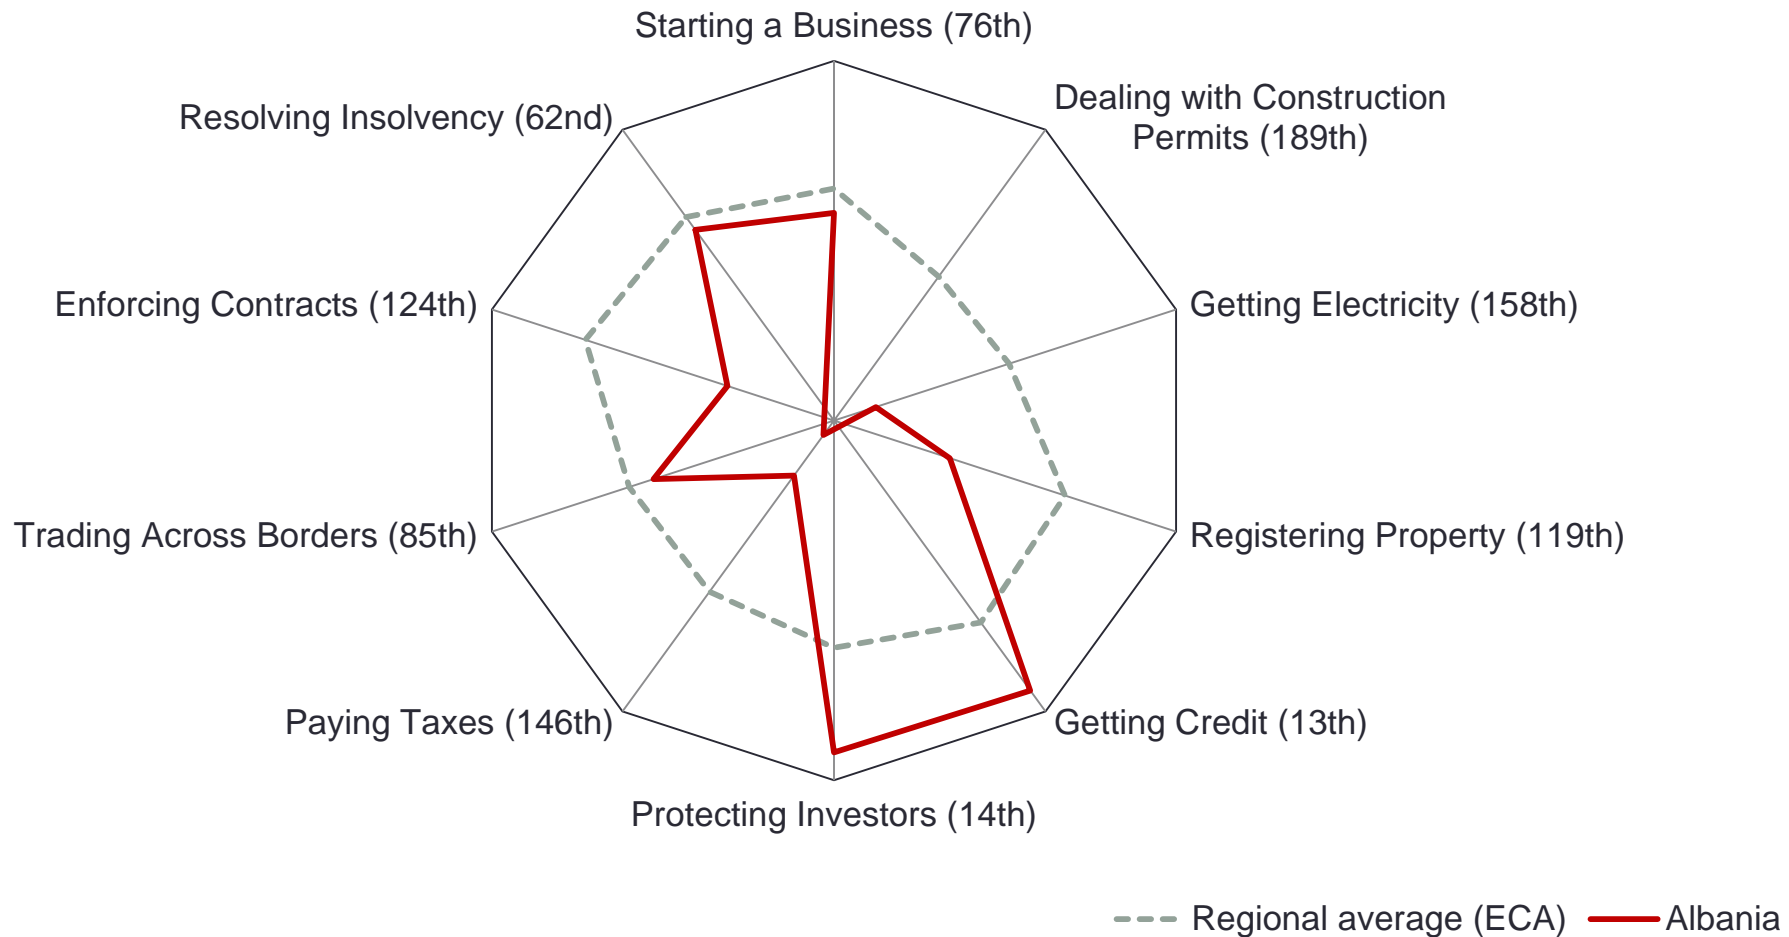 Starting a Business (76th)
Dealing with Construction
Permits (189th)
Getting Electricity (158th)
Registering Property (119th)
Getting Credit (13th)
Protecting Investors (14th)
Paying Taxes (146th)
Trading Across Borders (85th)
Enforcing Contracts (124th)
Resolving Insolvency (62nd)
Regional average (ECA)
Albania